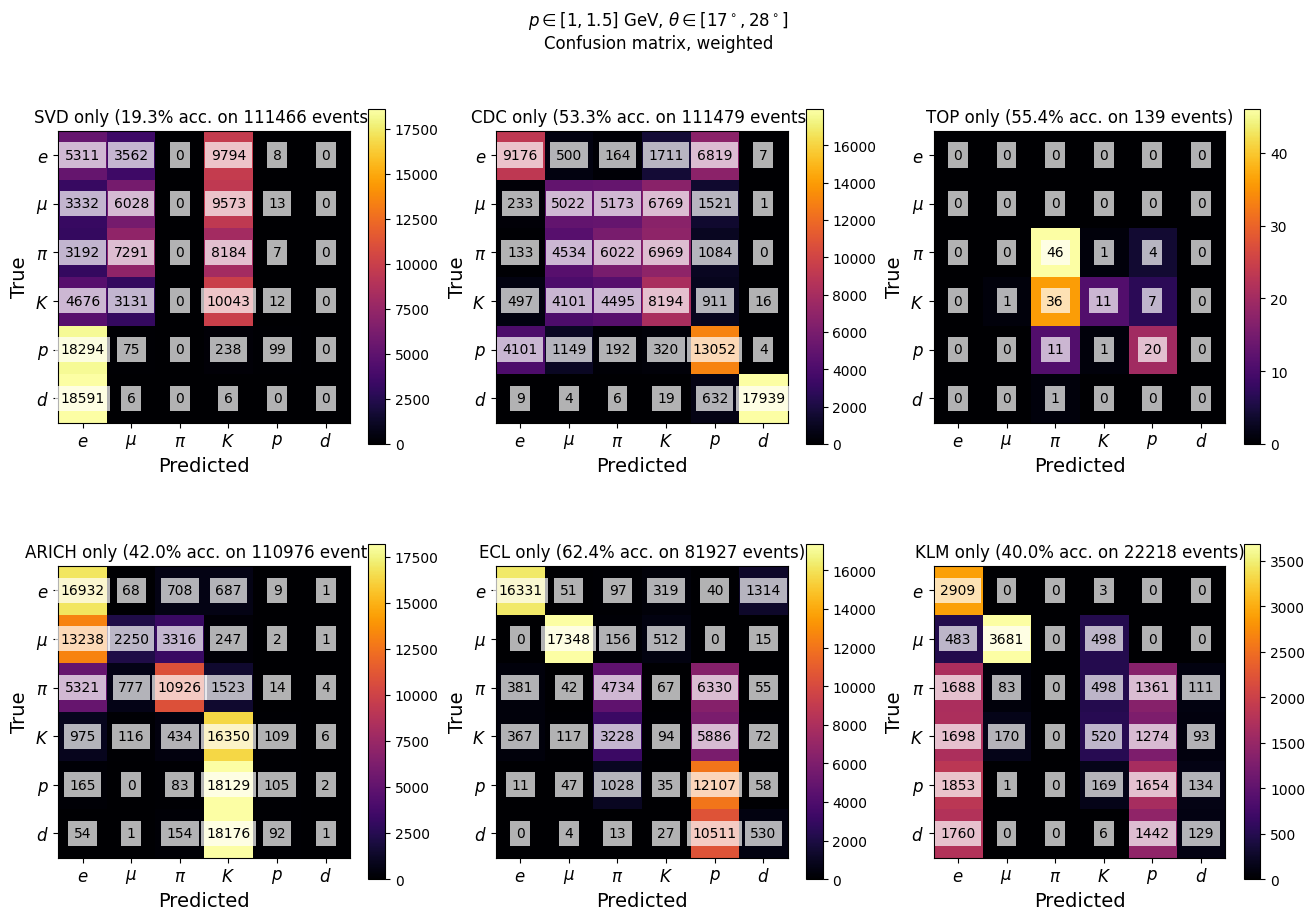 p ∈ [1, 1.5] GeV, θ ∈ [17°, 28°]
Confusion matrix, weighted
SVD only (19.3% acc. on 111466 events
True
e 5311 3562 0 9794 8 0
μ 3332 6028 0 9573 13 0
π 3192 7291 0 8184 7 0
K 4676 3131 0 10043 12 0
p 18294 75 0 238 99 0
d 18591 6 0 6 0 0
e μ π K p d
Predicted
17500
15000
12500
10000
7500
5000
2500
0
CDC only (53.3% acc. on 111479 events
True
e 9176 500 164 1711 6819 7
μ 233 5022 5173 6769 1521 1
π 133 4534 6022 6969 1084 0
K 497 4101 4495 8194 911 16
p 4101 1149 192 320 13052 4
d 9 4 6 19 632 17939
e μ π K p d
Predicted
16000
14000
12000
10000
8000
6000
4000
2000
0
TOP only (55.4% acc. on 139 events)
True
e 0 0 0 0 0 0
μ 0 0 0 0 0 0
π 0 0 46 1 4 0
K 0 1 36 11 7 0
p 0 0 11 1 20 0
d 0 0 1 0 0 0
e μ π K p d
Predicted
40
30
20
10
0
ARICH only (42.0% acc. on 110976 event
True
e 16932 68 708 687 9 1
μ 13238 2250 3316 247 2 1
π 5321 777 10926 1523 14 4
K 975 116 434 16350 109 6
p 165 0 83 18129 105 2
d 54 1 154 18176 92 1
e μ π K p d
Predicted
17500
15000
12500
10000
7500
5000
2500
0
ECL only (62.4% acc. on 81927 events)
True
e 16331 51 97 319 40 1314
μ 0 17348 156 512 0 15
π 381 42 4734 67 6330 55
K 367 117 3228 94 5886 72
p 11 47 1028 35 12107 58
d 0 4 13 27 10511 530
e μ π K p d
Predicted
16000
14000
12000
10000
8000
6000
4000
2000
0
KLM only (40.0% acc. on 22218 events)
True
e 2909 0 0 3 0 0
μ 483 3681 0 498 0 0
π 1688 83 0 498 1361 111
K 1698 170 0 520 1274 93
p 1853 1 0 169 1654 134
d 1760 0 0 6 1442 129
e μ π K p d
Predicted
3500
3000
2500
2000
1500
1000
500
0